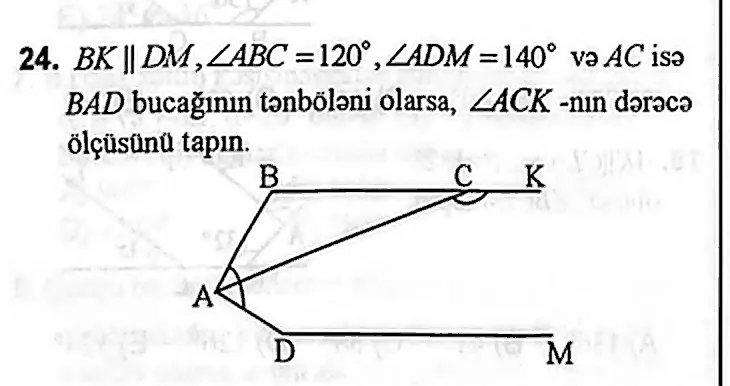 24. BK || DM, ∠ABC = 120°, ∠ADM = 140° və AC isə
BAD bucağının tənböləni olarsa, ∠ACK -nın dərəcə
ölçüsünü tapın.
B C K
A
D M